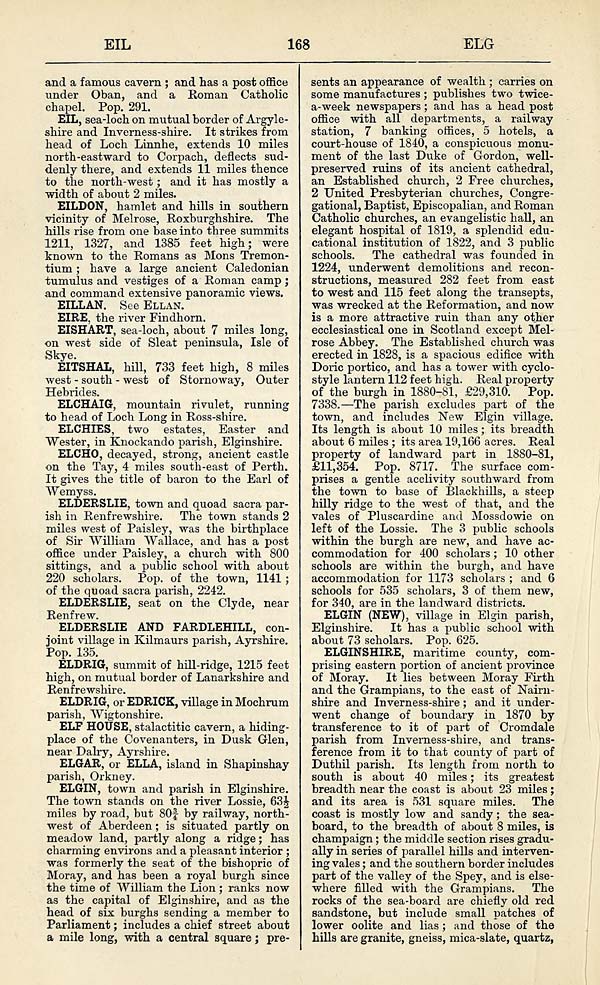 EIL 168 ELG
and a famous cavern ; and has a post office
under Oban, and a Roman Catholic
chapel. Pop. 291.
EIL, sea-loch on mutual border of Argyle-
shire and Inverness-shire. It strikes from
head of Loch Linnhe, extends 10 miles
north-eastward to Corpach, deflects sud-
denly there, and extends 11 miles thence
to the north-west ; and it has mostly a
width of about 2 miles.
EILDON, hamlet and hills in southern
vicinity of Melrose, Roxburghshire. The
hills rise from one base into three summits
1211, 1327, and 1385 feet high ; were
known to the Romans as Mons Tremon-
tium ; have a large ancient Caledonian
tumulus and vestiges of a Roman camp ;
and command extensive panoramic views.
EILLAN. See ELLAN.
EIRE, the river Findhorn.
EISHART, sea-loch, about 7 miles long,
on west side of Sleat peninsula, Isle of
Skye.
EITSHAL, hill, 733 feet high, 8 miles
west - south - west of Stornoway, Outer
Hebrides.
ELCHAIG, mountain rivulet, running
to head of Loch Long in Ross-shire.
ELCHIES, two estates, Easter and
Wester, in Knockando parish, Elginshire.
ELCHO, decayed, strong, ancient castle
on the Tay, 4 miles south-east of Perth.
It gives the title of baron to the Earl of
Wemyss.
ELDERSLIE, town and quoad sacra par-
ish in Renfrewshire. The town stands 2
miles west of Paisley, was the birthplace
of Sir William Wallace, and has a post
office under Paisley, a church with 800
sittings, and a public school with about
220 scholars. Pop. of the town, 1141 ;
of the quoad sacra parish, 2242.
ELDERSLIE, seat on the Clyde, near
Renfrew.
ELDERSLIE AND FARDLEHILL, con-
joint village in Kilmaurs parish, Ayrshire.
Pop. 135.
ELDRIG, summit of hill-ridge, 1215 feet
high, on mutual border of Lanarkshire and
Renfrewshire.
ELDRIG, or EDRICK, village in Mochrum
parish, Wigtonshire.
ELF HOUSE, stalactitic cavern, a hiding-
place of the Covenanters, in Dusk Glen,
near Dalry, Ayrshire.
ELGAR, or ELLA, island in Shapinshay
parish, Orkney.
ELGIN, town and parish in Elginshire.
The town stands on the river Lossie, 63½
miles by road, but 80¾ by railway, north-
west of Aberdeen ; is situated partly on
meadow land, partly along a ridge ; has
charming environs and a pleasant interior ;
was formerly the seat of the bishopric of
Moray, and has been a royal burgh since
the time of William the Lion ; ranks now
as the capital of Elginshire, and as the
head of six burghs sending a member to
Parliament ; includes a chief street about
a mile long, with a central square ; pre-
sents an appearance of wealth ; carries on
some manufactures ; publishes two twice-
a-week newspapers ; and has a head post
office with all departments, a railway
station, 7 banking offices, 5 hotels, a
court-house of 1840, a conspicuous monu-
ment of the last Duke of Gordon, well-
preserved ruins of its ancient cathedral,
an Established church, 2 Free churches,
2 United Presbyterian churches, Congre-
gational, Baptist, Episcopalian, and Roman
Catholic churches, an evangelistic hall, an
elegant hospital of 1819, a splendid edu-
cational institution of 1822, and 3 public
schools. The cathedral was founded in
1224, underwent demolitions and recon-
structions, measured 282 feet from east
to west and 115 feet along the transepts,
was wrecked at the Reformation, and now
is a more attractive ruin than any other
ecclesiastical one in Scotland except Mel-
rose Abbey. The Established church was
erected in 1828, is a spacious edifice with
Doric portico, and has a tower with cyclo-
style lantern 112 feet high. Real property
of the burgh in 1880-81, £29,310. Pop.
7338.—The parish excludes part of the
town, and includes New Elgin village.
Its length is about 10 miles ; its breadth
about 6 miles ; its area 19,166 acres. Real
property of landward part in 1880-81,
£11,354. Pop. 8717. The surface com-
prises a gentle acclivity southward from
the town to base of Blackhills, a steep
hilly ridge to the west of that, and the
vales of Pluscardine and Mossdowie on
left of the Lossie. The 3 public schools
within the burgh are new, and have ac-
commodation for 400 scholars ; 10 other
schools are within the burgh, and have
accommodation for 1173 scholars ; and 6
schools for 535 scholars, 3 of them new,
for 340, are in the landward districts.
ELGIN (NEW), village in Elgin parish,
Elginshire. It has a public school with
about 73 scholars. Pop. 625.
ELGINSHIRE, maritime county, com-
prising eastern portion of ancient province
of Moray. It lies between Moray Firth
and the Grampians, to the east of Nairn-
shire and Inverness-shire ; and it under-
went change of boundary in 1870 by
transference to it of part of Cromdale
parish from Inverness-shire, and trans-
ference from it to that county of part of
Duthil parish. Its length from north to
south is about 40 miles ; its greatest
breadth near the coast is about 23 miles ;
and its area is 531 square miles. The
coast is mostly low and sandy ; the sea-
board, to the breadth of about 8 miles, is
champaign ; the middle section rises gradu-
ally in series of parallel hills and interven-
ing vales ; and the southern border includes
part of the valley of the Spey, and is else-
where filled with the Grampians. The
rocks of the sea-board are chiefly old red
sandstone, but include small patches of
lower oolite and lias ; and those of the
hills are granite, gneiss, mica-slate, quartz,